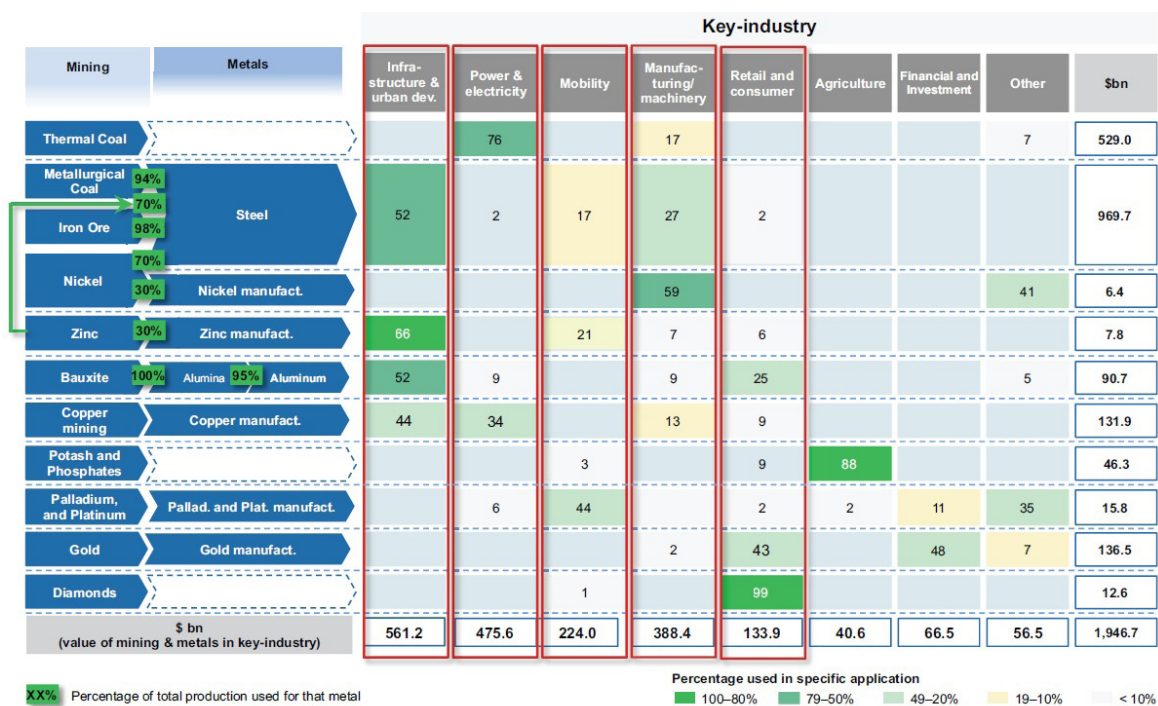 Key-industry
Mining
Metals
Infra-
structure &
urban dev.
Power &
electricity
Mobility
Manufac-
turing/
machinery
Retail and
consumer
Agriculture
Financial and
Investment
Other
$bn
Thermal Coal
76
17
7
529.0
Metallurgical
Coal
94%
70%
Iron Ore
98%
Steel
52
2
17
27
2
969.7
70%
Nickel
30%
Nickel manufact.
59
41
6.4
Zinc
30%
Zinc manufact.
66
21
7
6
7.8
Bauxite
100%
Alumina
95%
Aluminum
52
9
9
25
5
90.7
Copper
mining
Copper manufact.
44
34
13
9
131.9
Potash and
Phosphates
3
9
88
46.3
Palladium,
and Platinum
Pallad. and Plat. manufact.
6
44
2
2
11
35
15.8
Gold
Gold manufact.
2
43
48
7
136.5
Diamonds
1
99
12.6
$ bn
(value of mining & metals in key-industry)
561.2
475.6
224.0
388.4
133.9
40.6
66.5
56.5
1,946.7
XX%
Percentage of total production used for that metal
Percentage used in specific application
100–80%
79–50%
49–20%
19–10%
< 10%